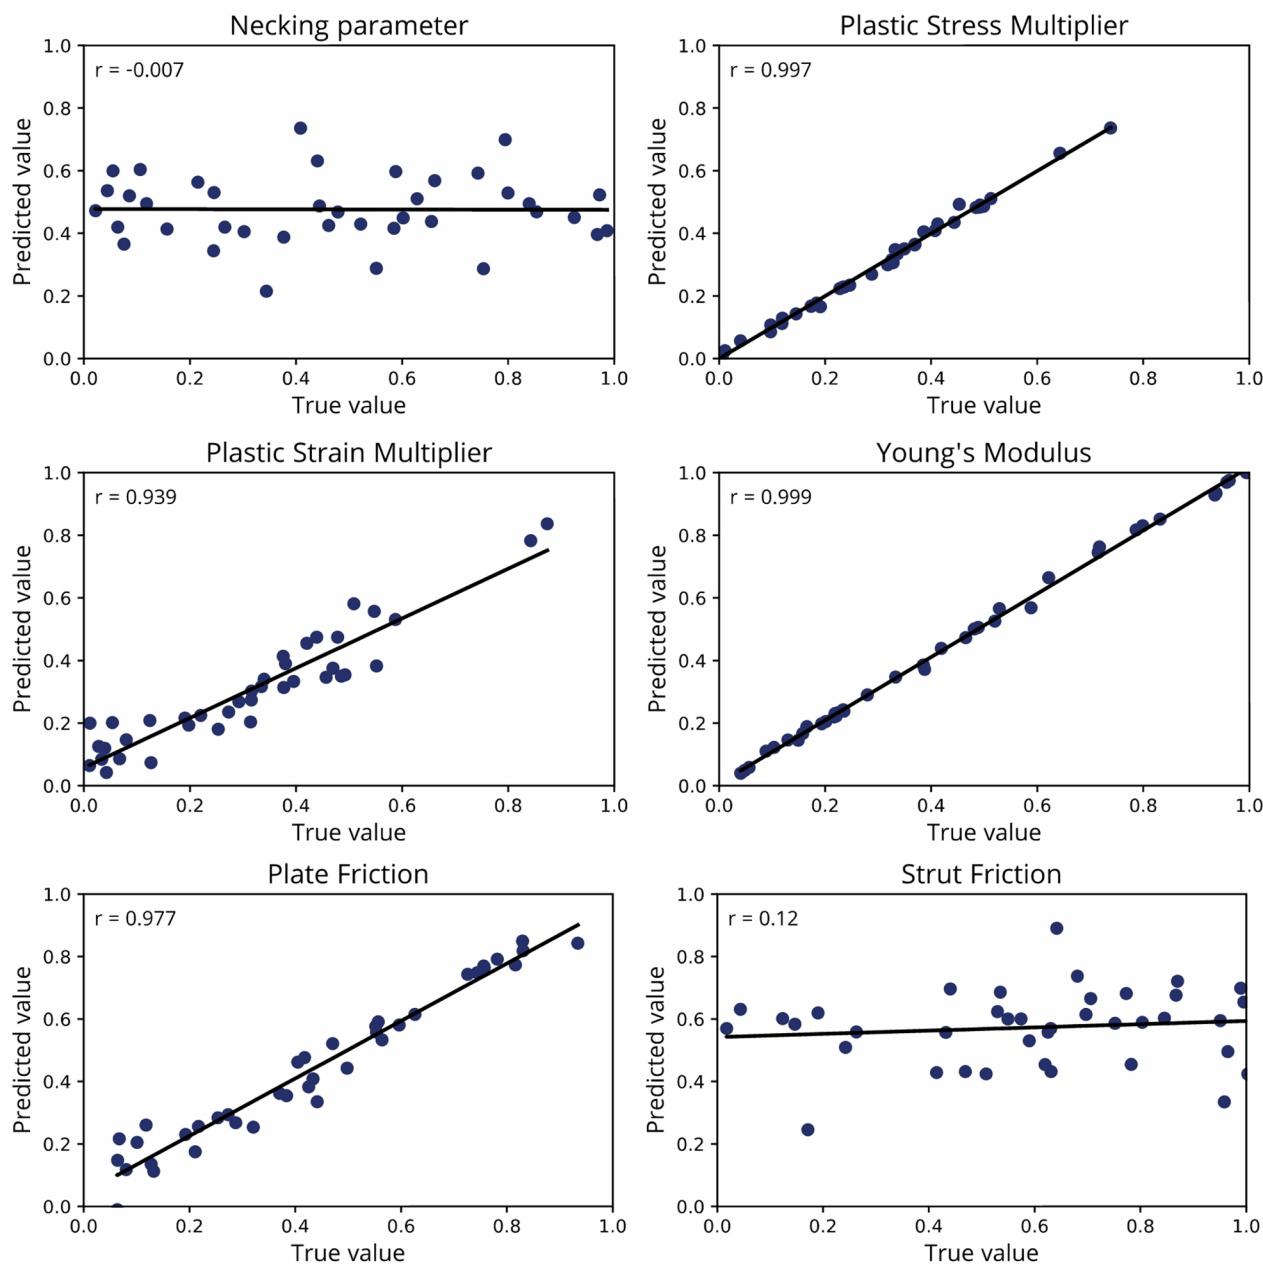 Necking parameter
r = -0.007
1.0
0.8
0.6
0.4
0.2
0.0
Predicted value
0.0 0.2 0.4 0.6 0.8 1.0
True value
Plastic Stress Multiplier
r = 0.997
1.0
0.8
0.6
0.4
0.2
0.0
Predicted value
0.0 0.2 0.4 0.6 0.8 1.0
True value
Plastic Strain Multiplier
r = 0.939
1.0
0.8
0.6
0.4
0.2
0.0
Predicted value
0.0 0.2 0.4 0.6 0.8 1.0
True value
Young's Modulus
r = 0.999
1.0
0.8
0.6
0.4
0.2
0.0
Predicted value
0.0 0.2 0.4 0.6 0.8 1.0
True value
Plate Friction
r = 0.977
1.0
0.8
0.6
0.4
0.2
0.0
Predicted value
0.0 0.2 0.4 0.6 0.8 1.0
True value
Strut Friction
r = 0.12
1.0
0.8
0.6
0.4
0.2
0.0
Predicted value
0.0 0.2 0.4 0.6 0.8 1.0
True value